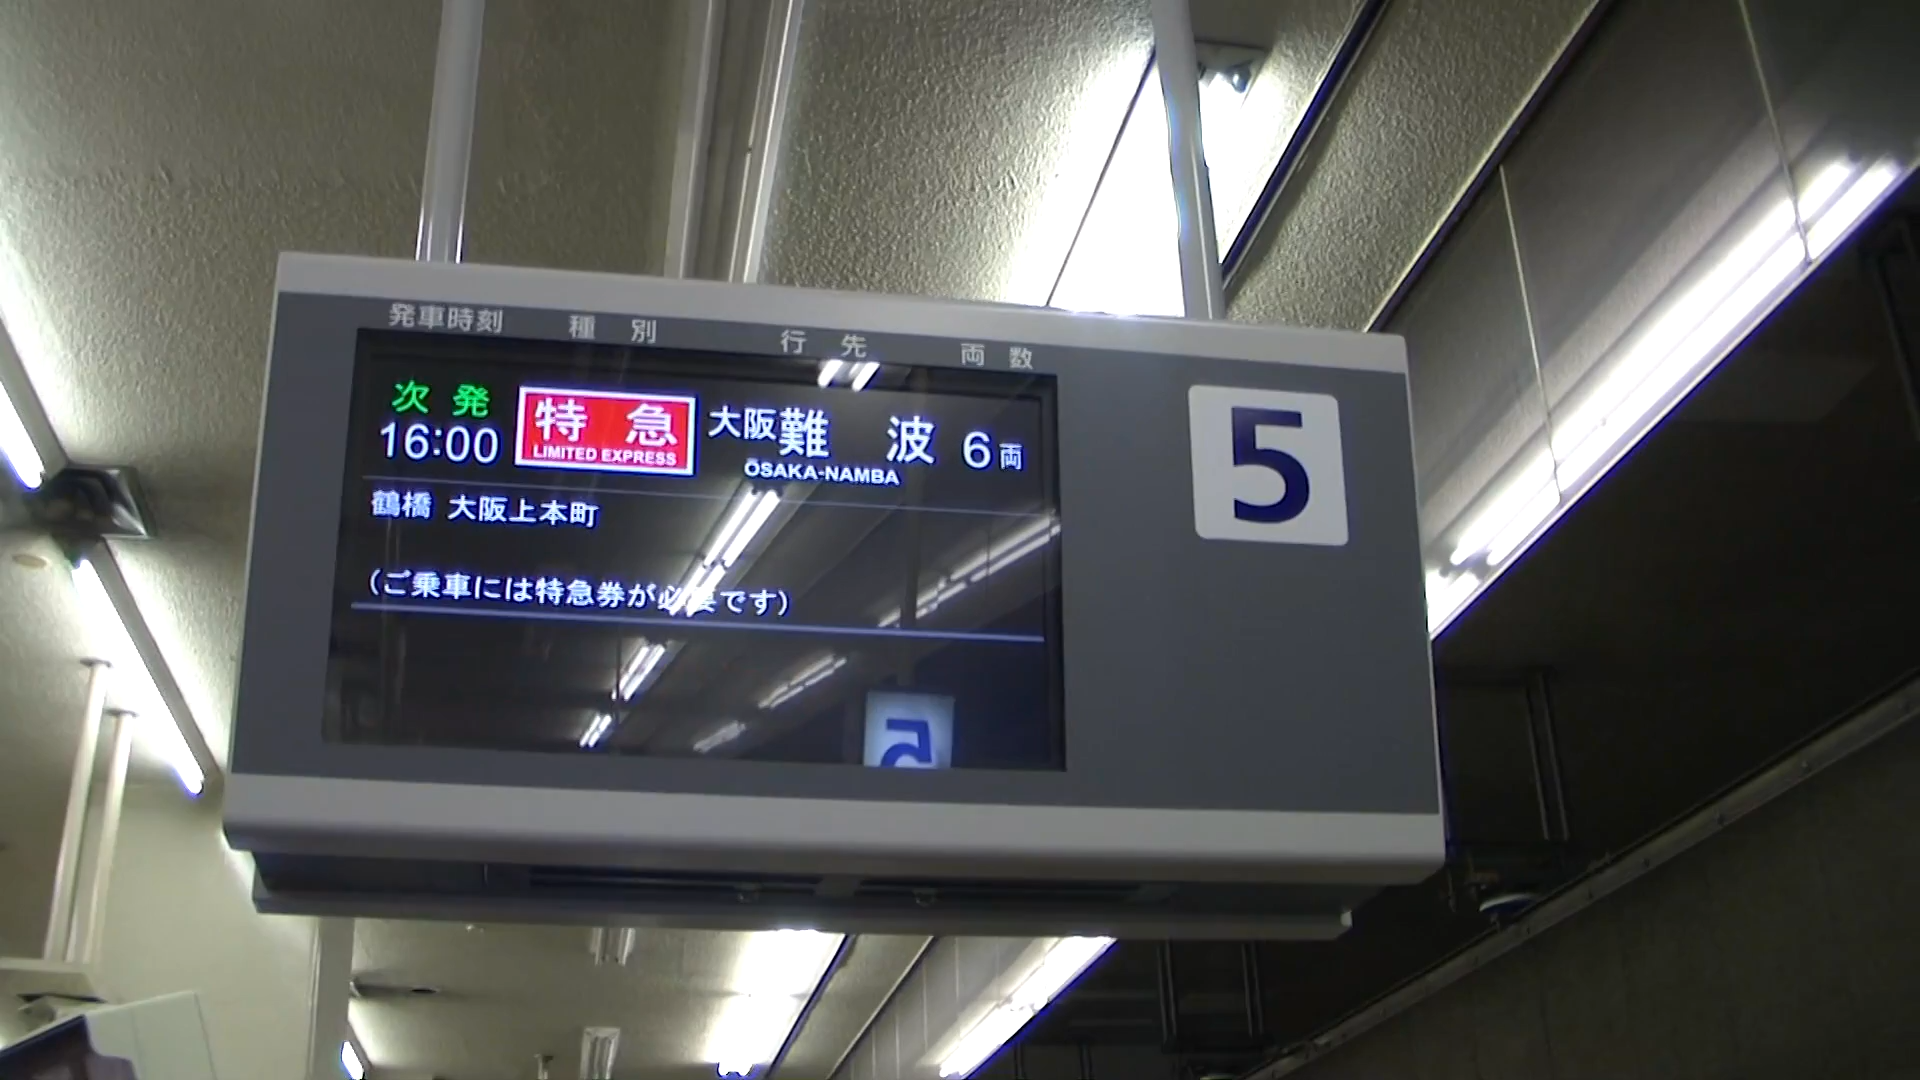 発車時刻 種別 行先 両数
次発
16:00 特急 LIMITED EXPRESS 大阪難波 OSAKA-NAMBA 6両
鶴橋 大阪上本町
(ご乗車には特急券が必要です)
5